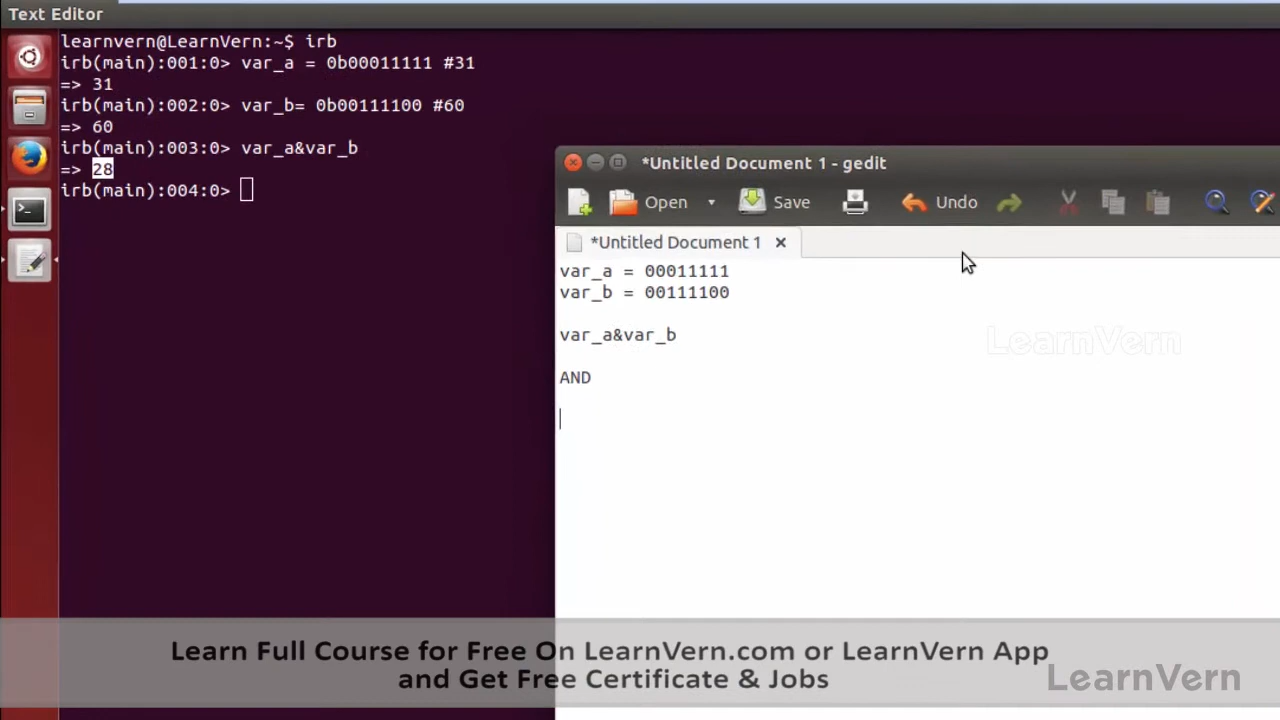 Text Editor
learnvern@LearnVern:~$ irb
irb(main):001:0> var_a = 0b00011111 #31
=> 31
irb(main):002:0> var_b= 0b00111100 #60
=> 60
irb(main):003:0> var_a&var_b
=> 28
irb(main):004:0>
*Untitled Document 1 - gedit
Open Save Undo
*Untitled Document 1
var_a = 00011111
var_b = 00111100
var_a&var_b
AND
LearnVern
Learn Full Course for Free On LearnVern.com or LearnVern App
and Get Free Certificate & Jobs
LearnVern